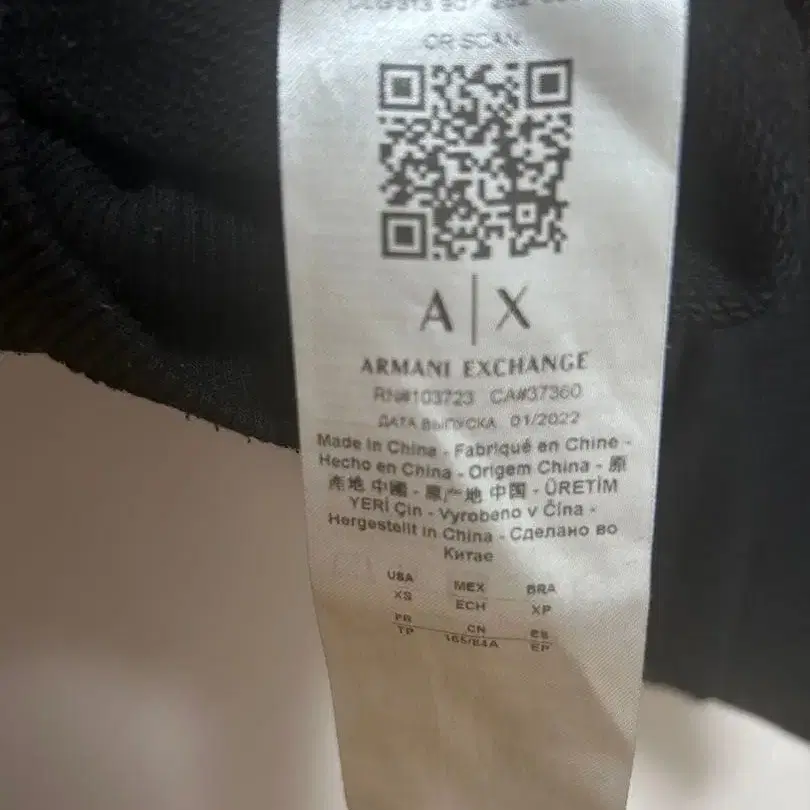 OR SCAN
A|X
ARMANI EXCHANGE
RN#103723 CA#37360
ДАТА ВЫПУСКА 01/2022
Made in China - Fabriqué en Chine -
Hecho en China - Origem China - 原
產地 中國 - 原产地 中国 - ÜRETİM
YERİ Çin - Vyrobeno v Čína -
Hergestellt in China - Сделано во
Китае
USA MEX BRA
XS ECH XP
FR CN ES
TP 165/84A EP